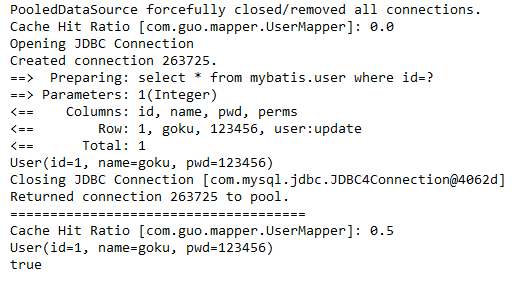 PooledDataSource forcefully closed/removed all connections.
Cache Hit Ratio [com.guo.mapper.UserMapper]: 0.0
Opening JDBC Connection
Created connection 263725.
==>  Preparing: select * from mybatis.user where id=?
==> Parameters: 1(Integer)
<==    Columns: id, name, pwd, perms
<==        Row: 1, goku, 123456, user:update
<==      Total: 1
User(id=1, name=goku, pwd=123456)
Closing JDBC Connection [com.mysql.jdbc.JDBC4Connection@4062d]
Returned connection 263725 to pool.
=====================================
Cache Hit Ratio [com.guo.mapper.UserMapper]: 0.5
User(id=1, name=goku, pwd=123456)
true